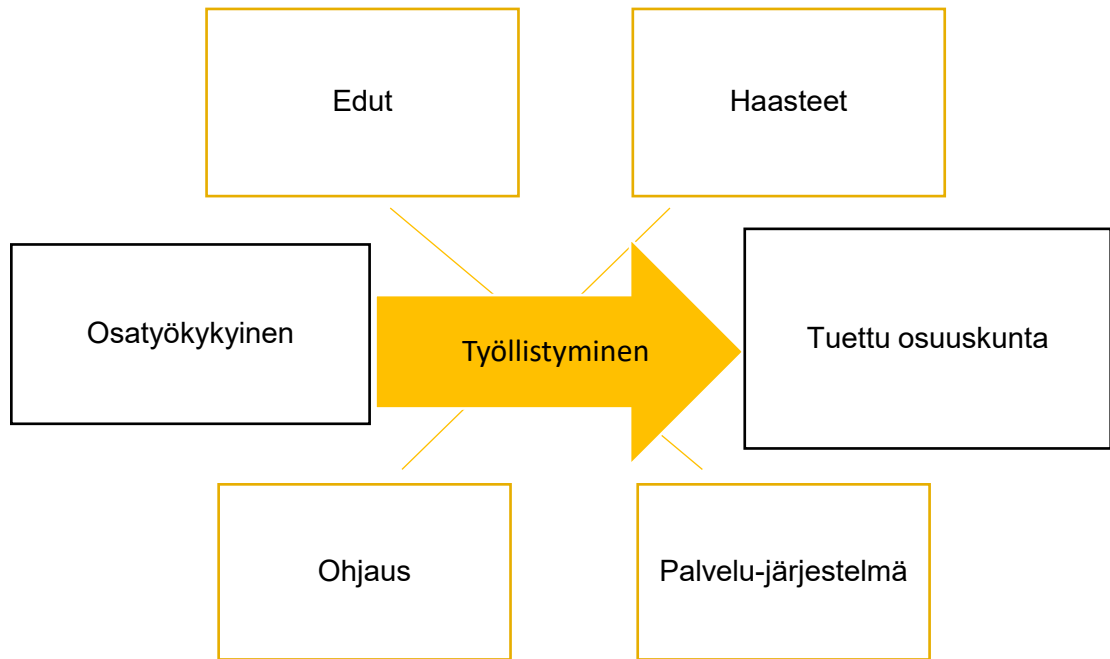 Edut
Haasteet
Osatyökykyinen
Työllistyminen
Tuettu osuuskunta
Ohjaus
Palvelu-järjestelmä